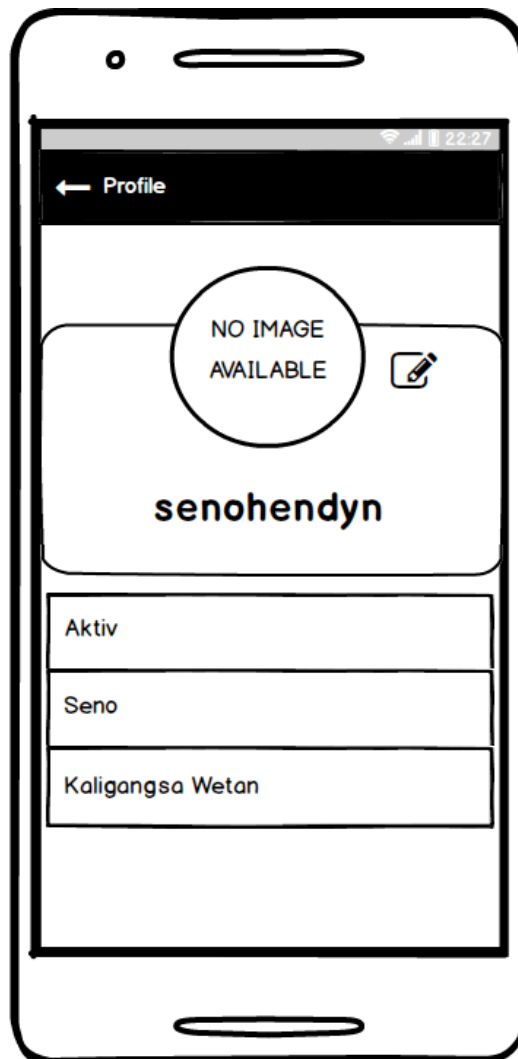 22:27
Profile
NO IMAGE
AVAILABLE
senohendyn
Aktiv
Seno
Kaligangsa Wetan